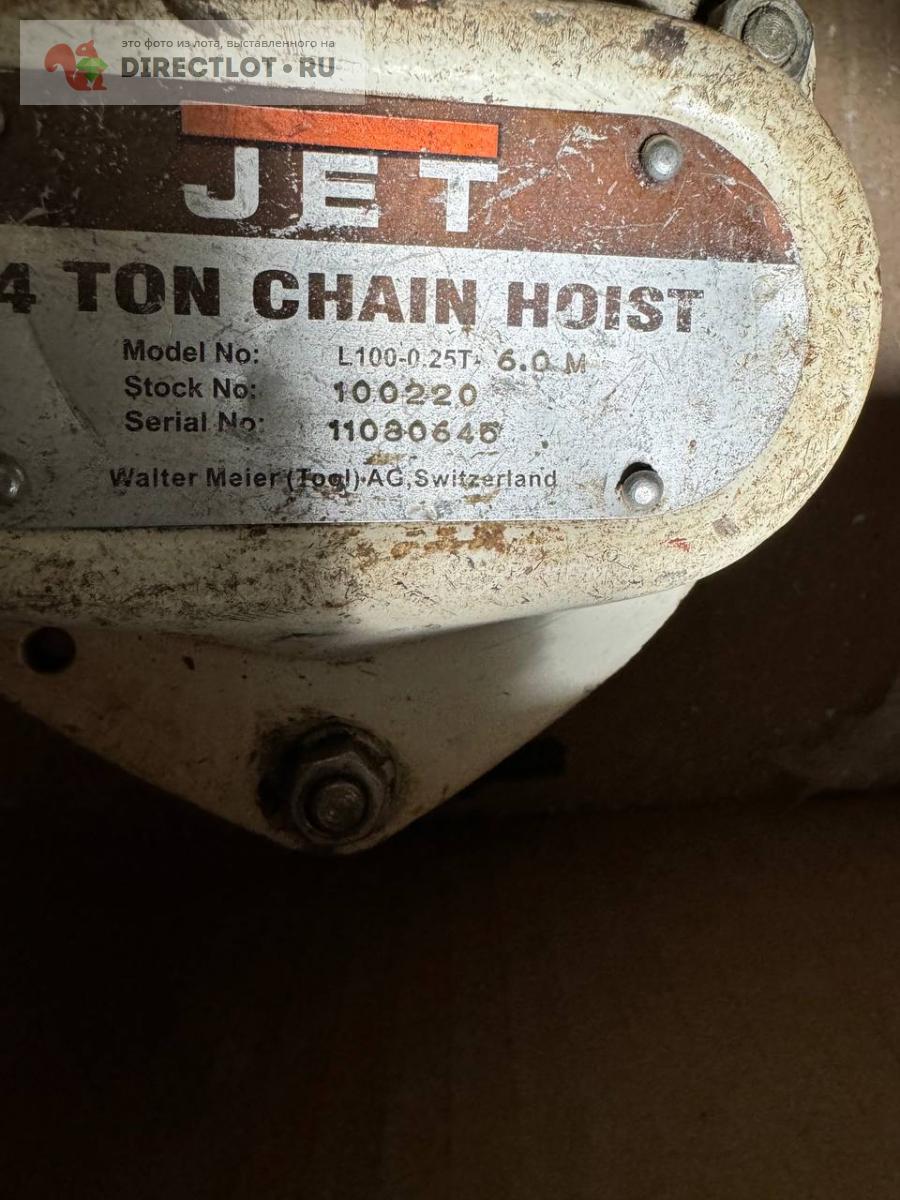 это фото из лота, выставленного на
DIRECTLOT•RU
JET
4 TON CHAIN HOIST
Model No: L100-0.25T- 6.0 M
Stock No: 100220
Serial No: 11080645
Walter Meier (Tool) AG, Switzerland